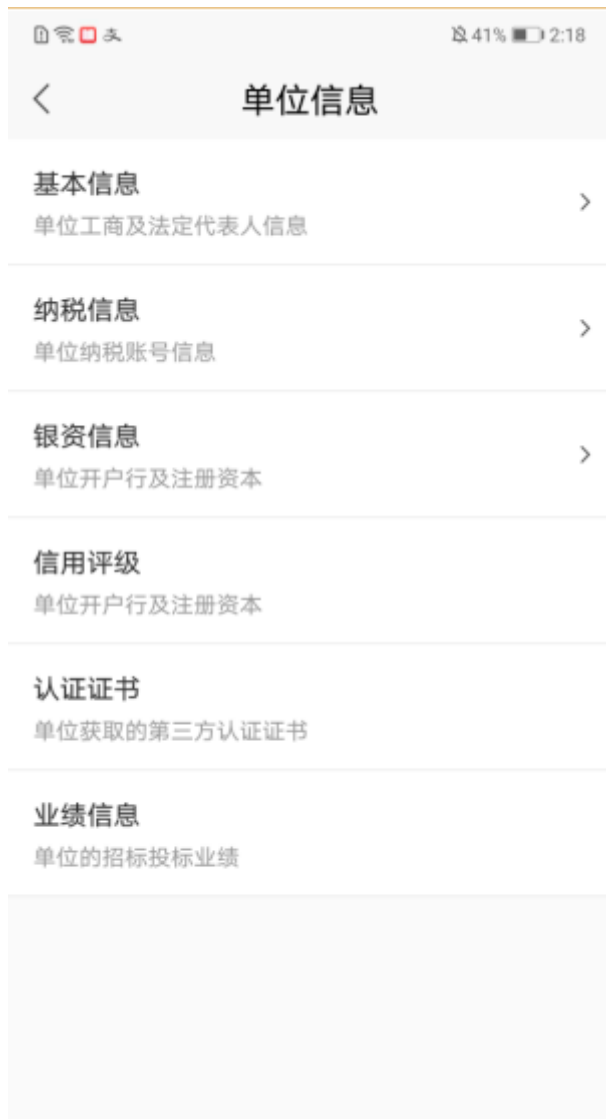 41% 2:18
单位信息
基本信息
单位工商及法定代表人信息
纳税信息
单位纳税账号信息
银资信息
单位开户行及注册资本
信用评级
单位开户行及注册资本
认证证书
单位获取的第三方认证证书
业绩信息
单位的招标投标业绩